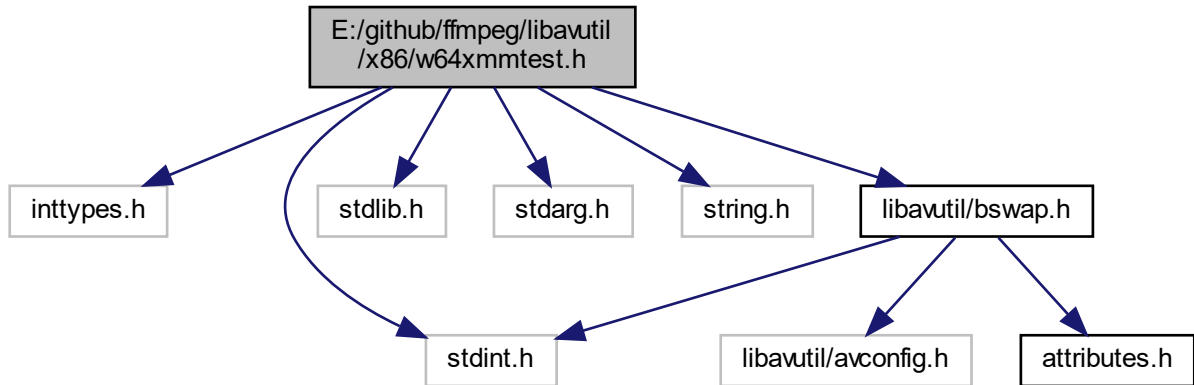 E:/github/ffmpeg/libavutil
/x86/w64xmmtest.h
inttypes.h
stdlib.h
stdarg.h
string.h
libavutil/bswap.h
stdint.h
libavutil/avconfig.h
attributes.h